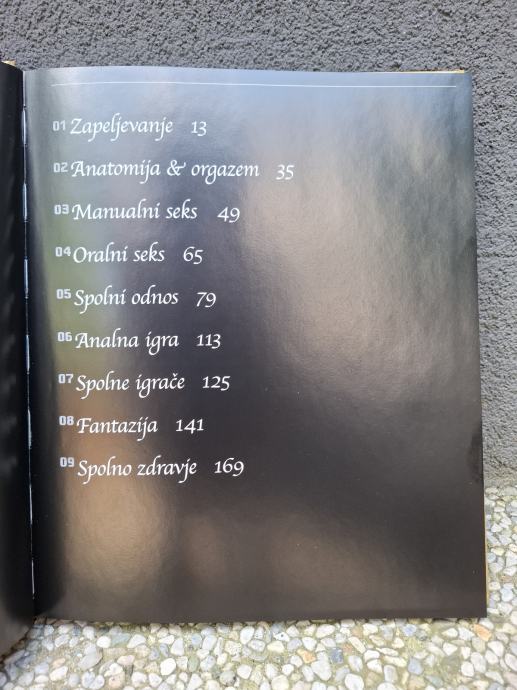 01 Zapeljevanje 13
02 Anatomija & orgazem 35
03 Manualni seks 49
04 Oralni seks 65
05 Spolni odnos 79
06 Analna igra 113
07 Spolne igrače 125
08 Fantazija 141
09 Spolno zdravje 169